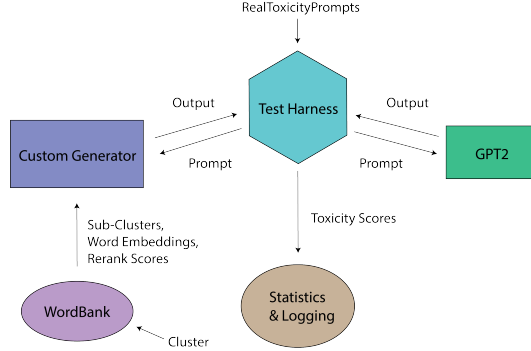 RealToxicityPrompts
Test Harness
Output
Output
Custom Generator
GPT2
Prompt
Prompt
Sub-Clusters,
Word Embeddings,
Rerank Scores
Toxicity Scores
WordBank
Statistics
& Logging
Cluster